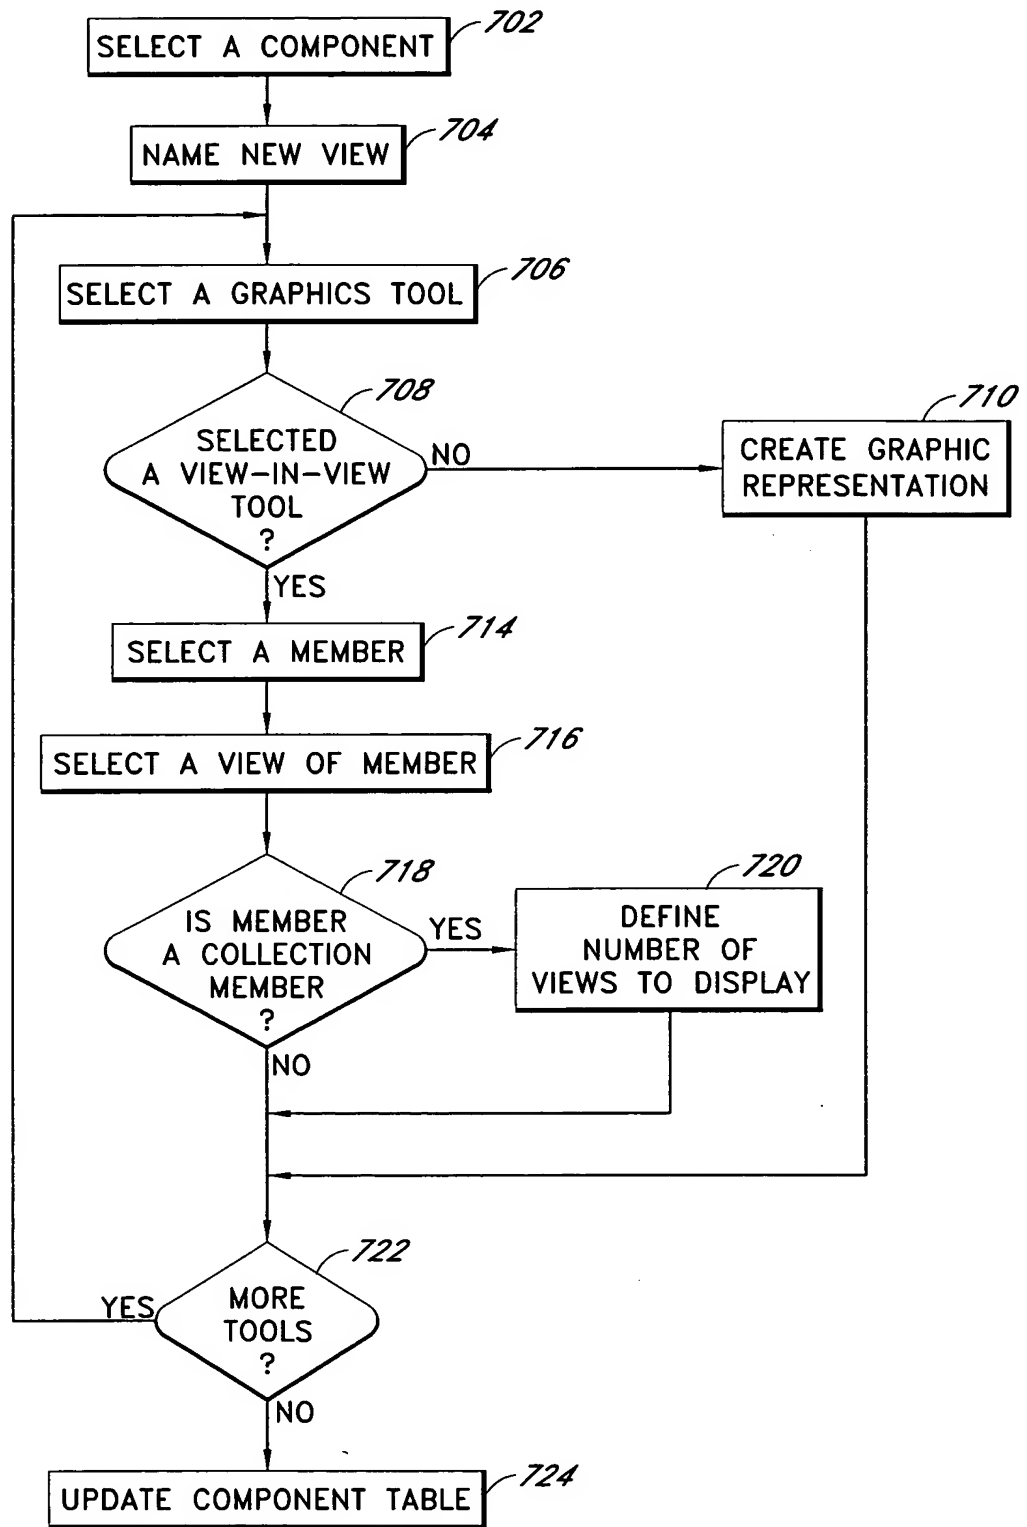 SELECT A COMPONENT
702
NAME NEW VIEW
704
SELECT A GRAPHICS TOOL
706
SELECTED
A VIEW-IN-VIEW
TOOL
?
708
NO
CREATE GRAPHIC
REPRESENTATION
710
YES
SELECT A MEMBER
714
SELECT A VIEW OF MEMBER
716
IS MEMBER
A COLLECTION
MEMBER
?
718
YES
DEFINE
NUMBER OF
VIEWS TO DISPLAY
720
NO
MORE
TOOLS
?
722
YES
NO
UPDATE COMPONENT TABLE
724